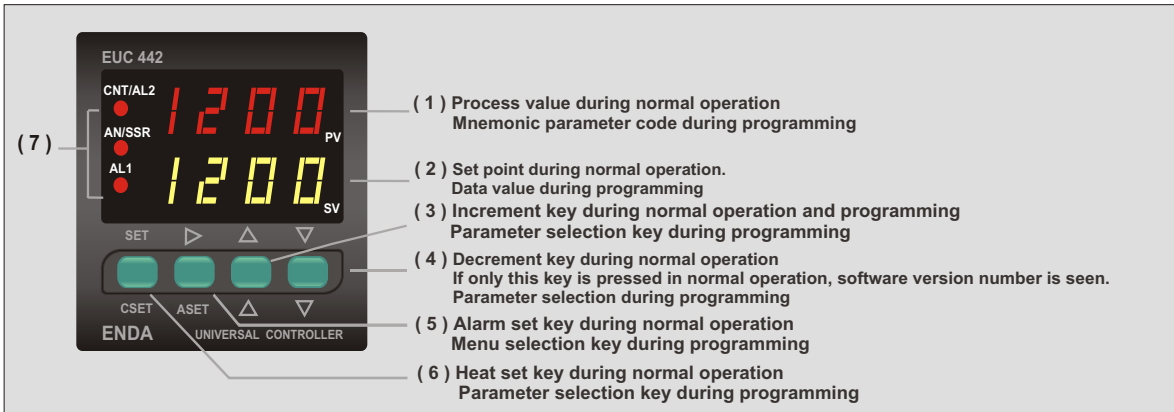 EUC 442
CNT/AL2
1200
PV
( 7 )
AN/SSR
AL1
1200
SV
SET
CSET ASET
ENDA UNIVERSAL CONTROLLER
( 1 ) Process value during normal operation
Mnemonic parameter code during programming
( 2 ) Set point during normal operation.
Data value during programming
( 3 ) Increment key during normal operation and programming
Parameter selection key during programming
( 4 ) Decrement key during normal operation
If only this key is pressed in normal operation, software version number is seen.
Parameter selection during programming
( 5 ) Alarm set key during normal operation
Menu selection key during programming
( 6 ) Heat set key during normal operation
Parameter selection key during programming